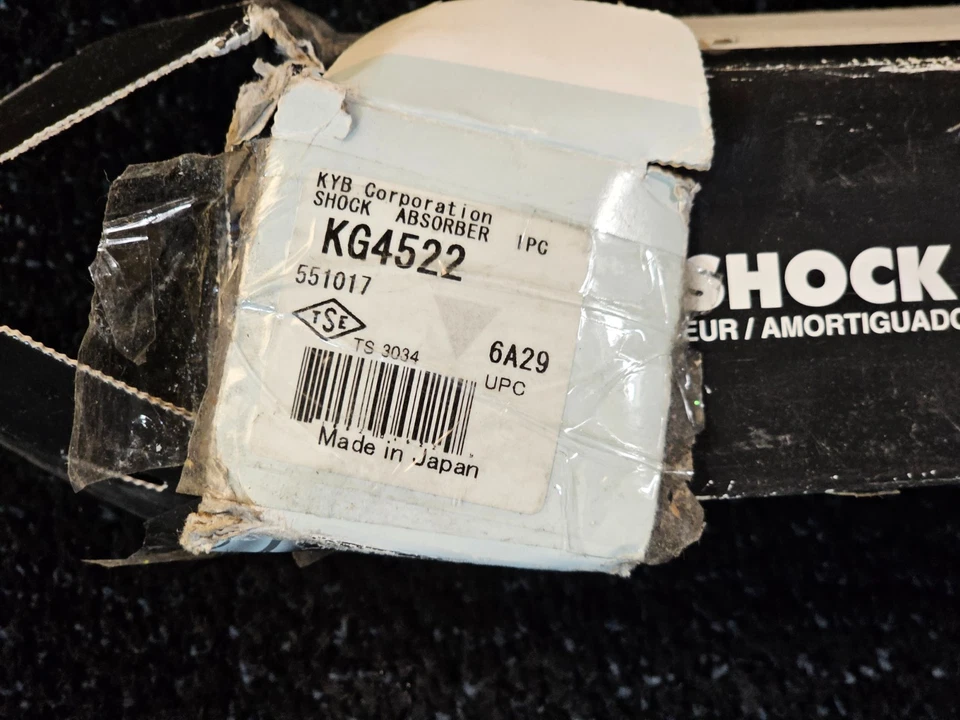 KYB Corporation
SHOCK ABSORBER 1PC
KG4522
551017
TSE
TS 3034
6A29
UPC
Made in Japan
SHOCK
EUR / AMORTIGUADO